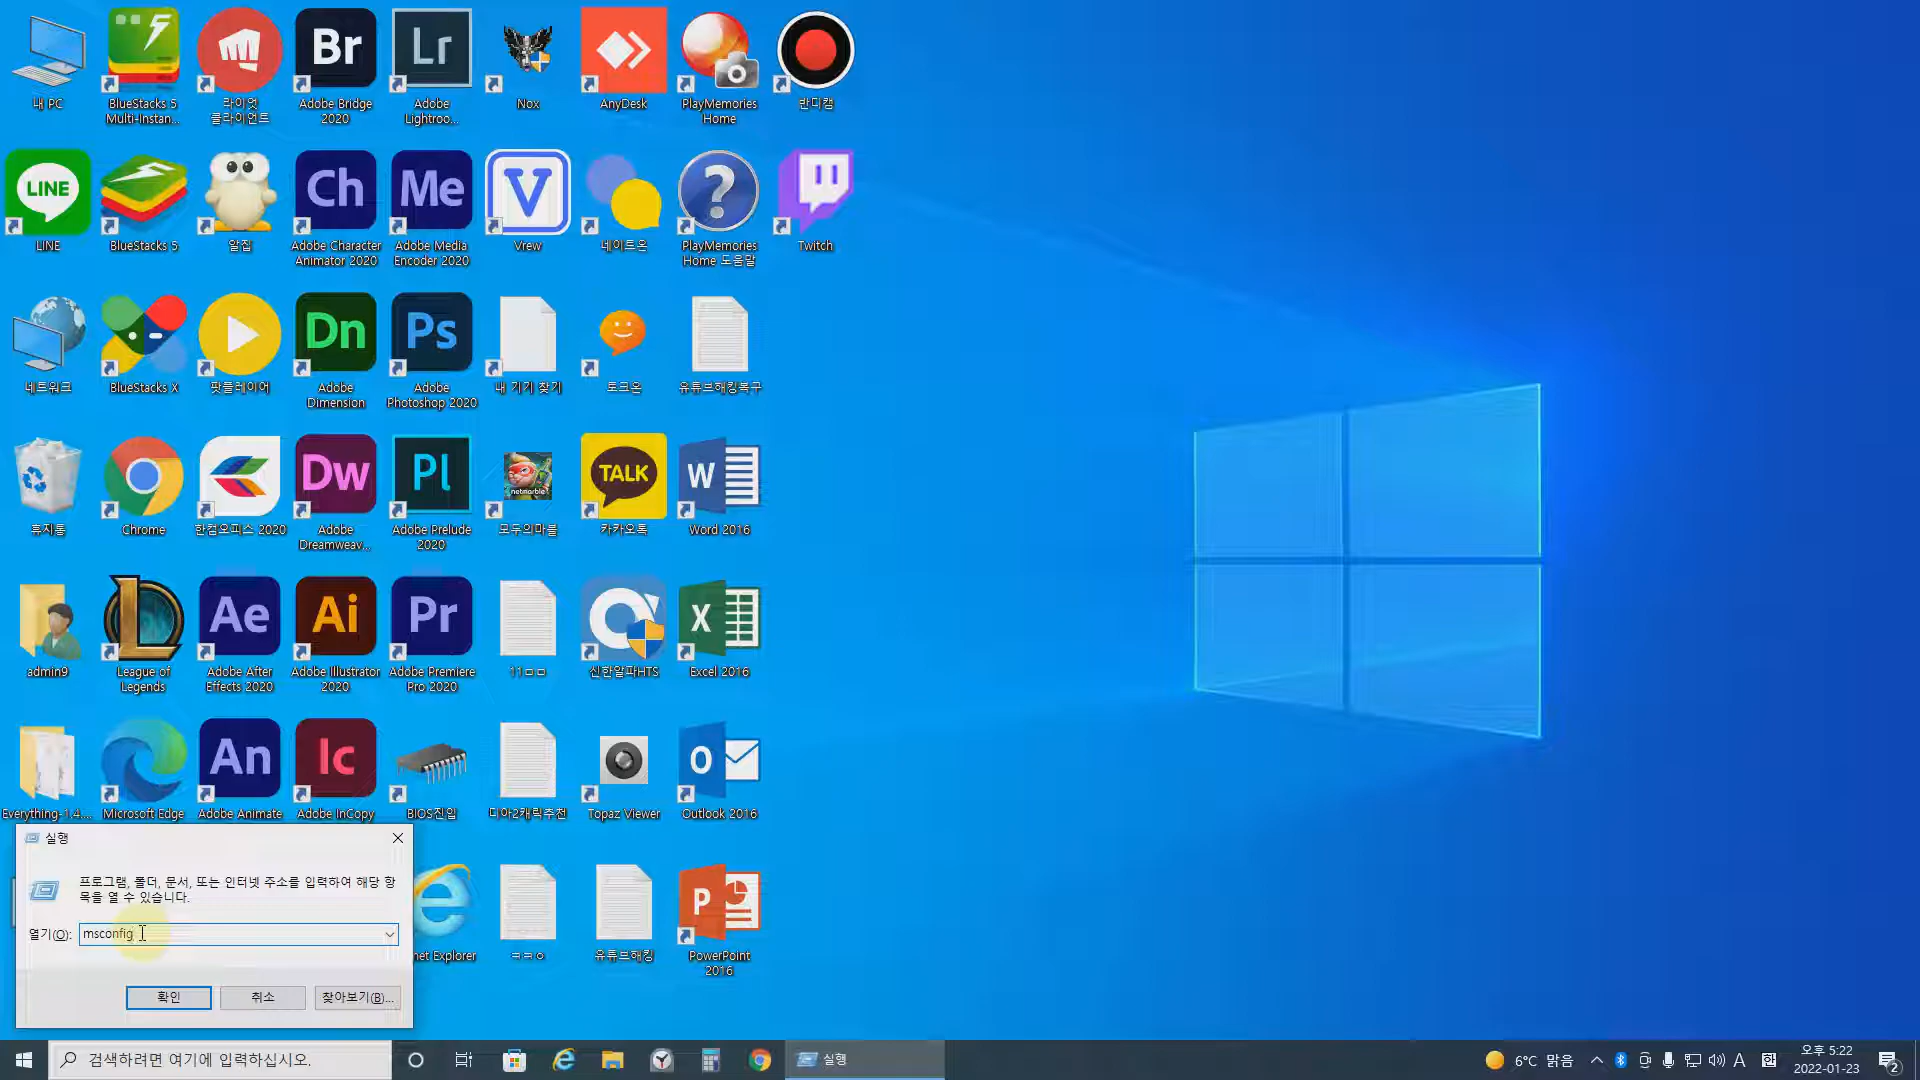 내 PC
BlueStacks 5
Multi-Instan...
라이엇
클라이언트
Br
Adobe Bridge
2020
Lr
Adobe
Lightroo...
Nox
AnyDesk
PlayMemories
Home
반디캠
LINE
LINE
BlueStacks 5
알집
Ch
Adobe Character
Animator 2020
Me
Adobe Media
Encoder 2020
V
Vrew
네이트온
?
PlayMemories
Home 도움말
Twitch
네트워크
BlueStacks X
팟플레이어
Dn
Adobe
Dimension
Ps
Adobe
Photoshop 2020
내 기기 찾기
토크온
유튜브해킹복구
휴지통
Chrome
한컴오피스 2020
Dw
Adobe
Dreamweav...
Pl
Adobe Prelude
2020
netmarble
모두의마블
TALK
카카오톡
W
Word 2016
admin9
League of
Legends
Ae
Adobe After
Effects 2020
Ai
Adobe Illustrator
2020
Pr
Adobe Premiere
Pro 2020
11ㅁㅁ
신한알파HTS
X
Excel 2016
Everything-1.4....
Microsoft Edge
An
Adobe Animate
Ic
Adobe InCopy
BIOS진입
디아2캐릭추천
Topaz Viewer
O
Outlook 2016
net Explorer
ㅋㅋㅇ
유튜브해킹
P
PowerPoint
2016
실행
프로그램, 폴더, 문서, 또는 인터넷 주소를 입력하여 해당 항
목을 열 수 있습니다.
열기(O):
msconfig
확인
취소
찾아보기(B)...
검색하려면 여기에 입력하십시오.
실행
6°C 맑음
A
한
오후 5:22
2022-01-23
2